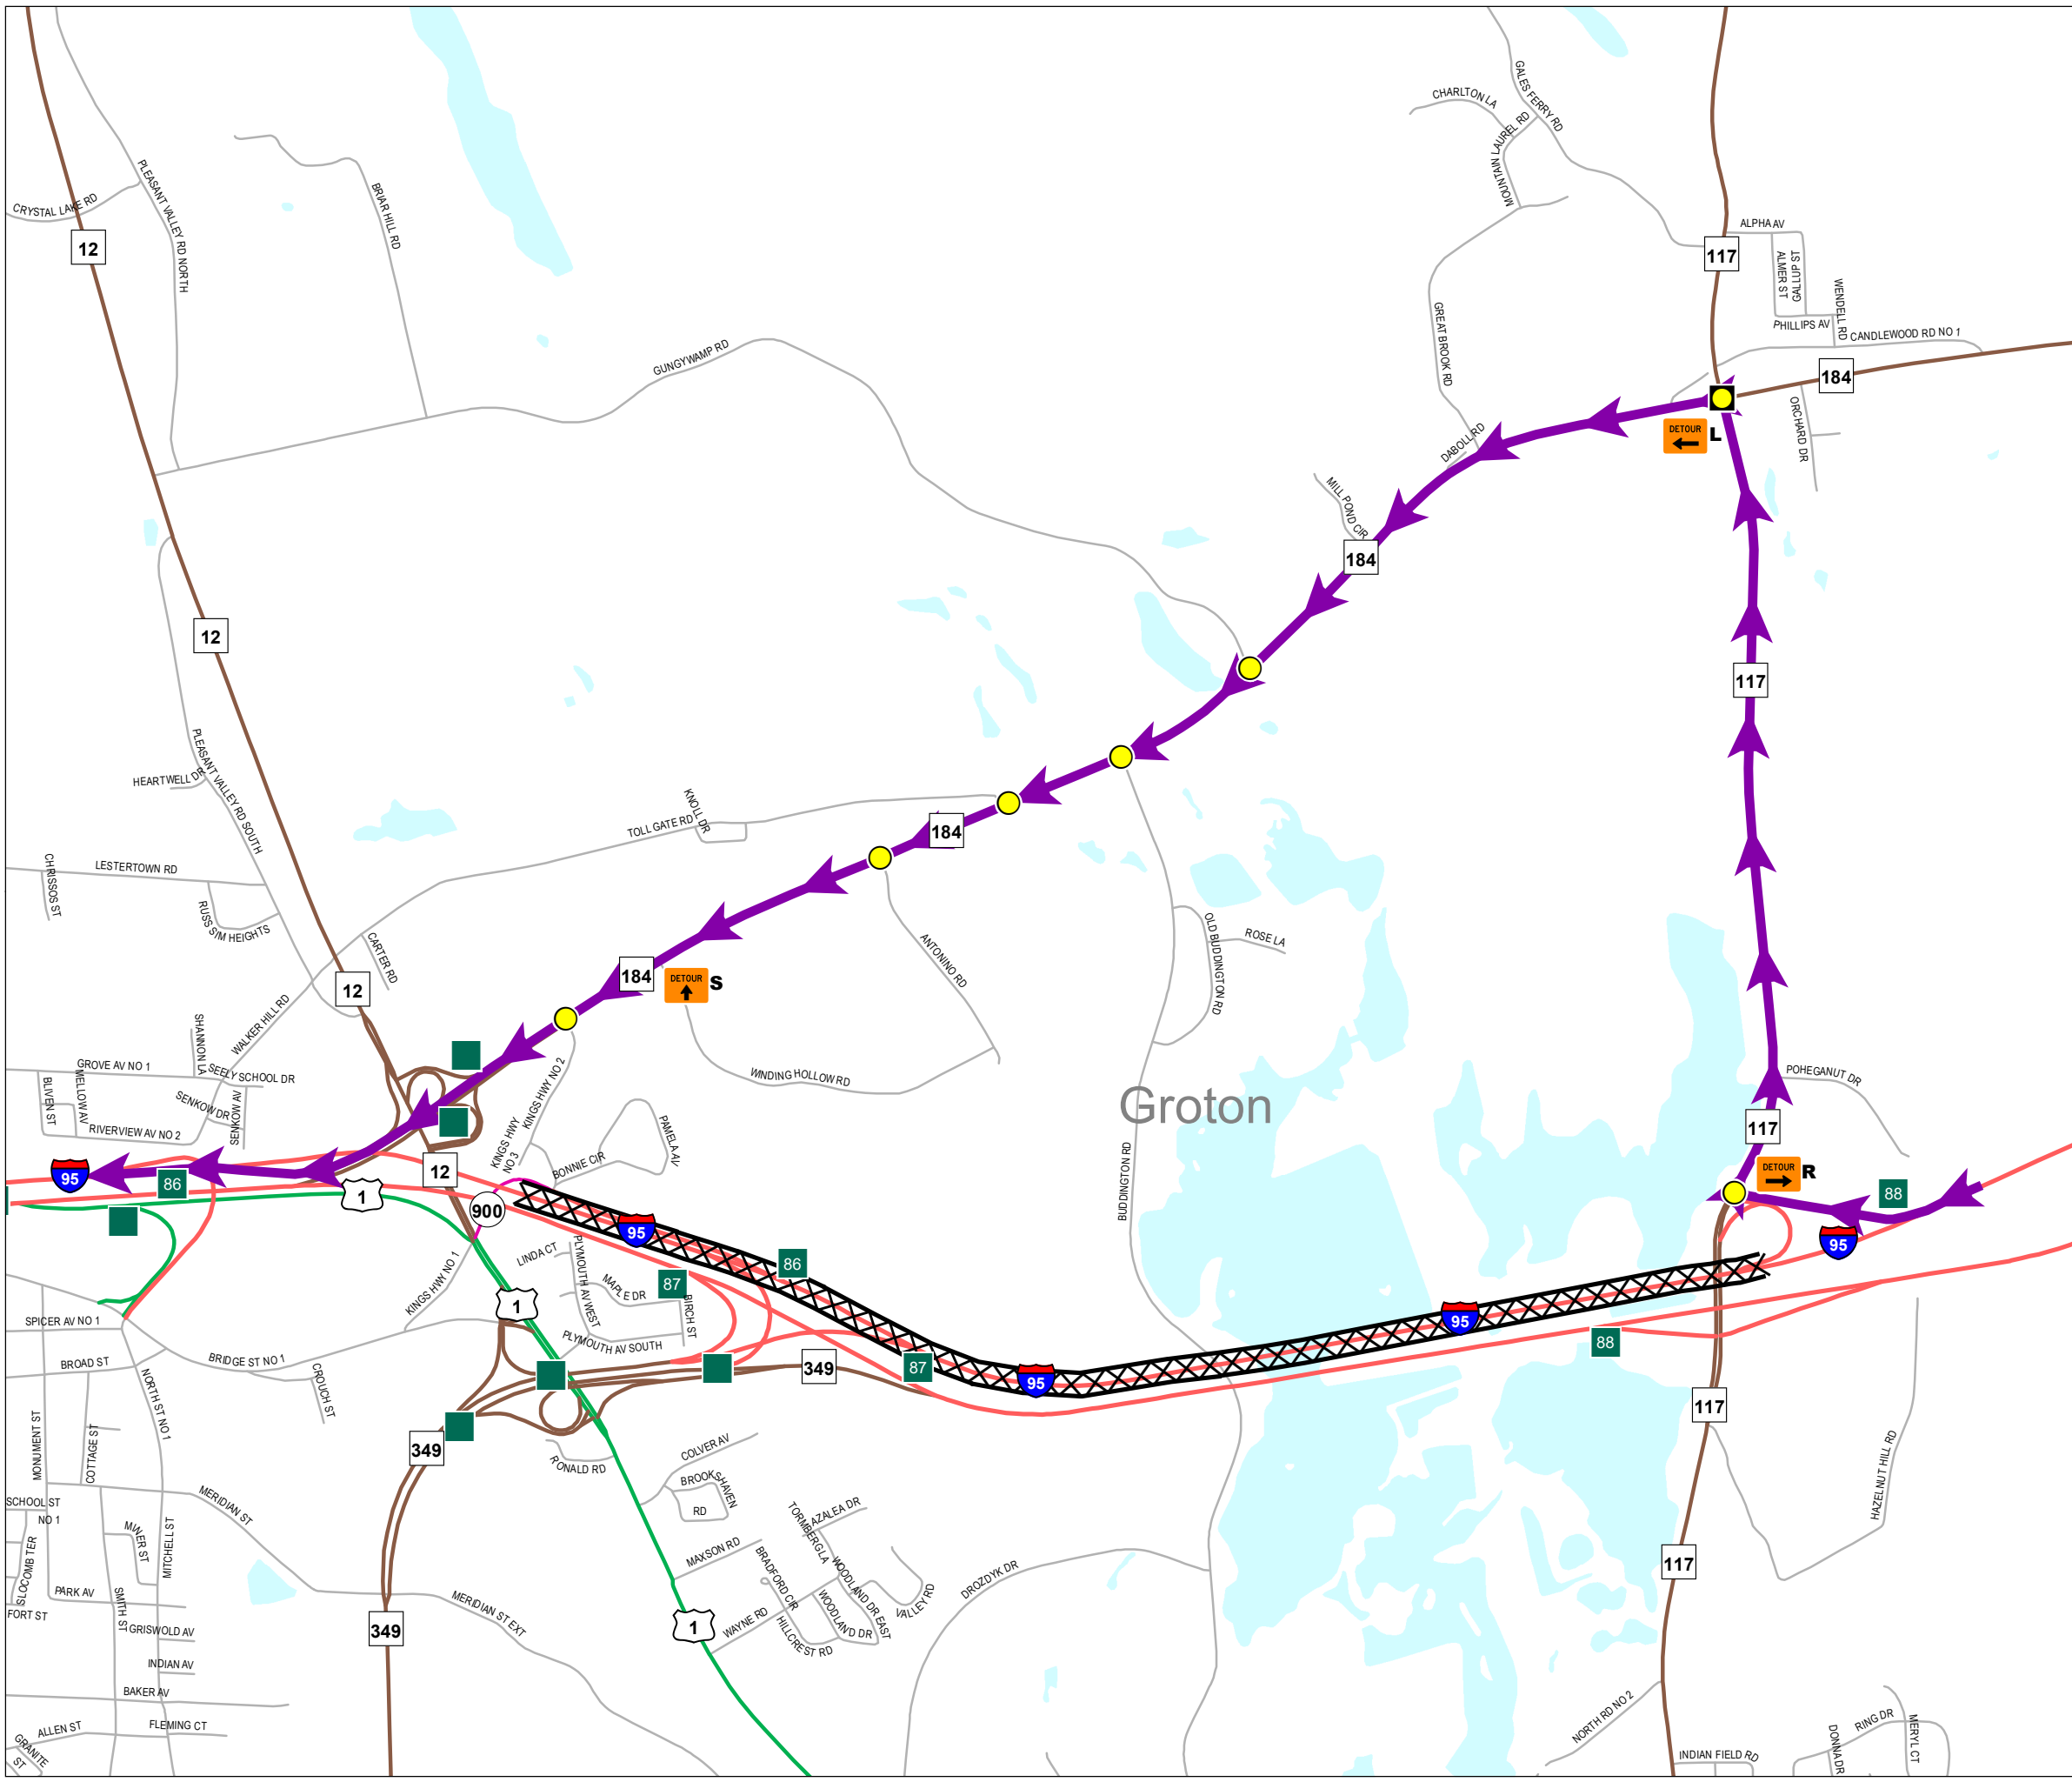 CHARLTON LA
GALES FERRY RD
MOUNTAIN LAUREL RD
CRYSTAL LAKE RD
PLEASANT VALLEY RD NORTH
BRIAR HILL RD
12
117
ALPHA AV
ALMER ST
GALLUP ST
WENDELL RD
PHILLIPS AV
CANDLEWOOD RD NO 1
GUNGYWAMP RD
GREAT BROOK RD
184
ORCHARD DR
DETOUR
L
DABOLL RD
MILL POND CIR
184
12
117
PLEASANT VALLEY RD SOUTH
HEARTWELL DR
KNOLL DR
TOLL GATE RD
184
LESTERTOWN RD
CHRISSOS ST
RUSS SIM HEIGHTS
CARTER RD
OLD BUDDINGTON RD
ROSE LA
ANTONINO RD
184
DETOUR
S
12
WALKER HILL RD
SHANNON LA
GROVE AV NO 1
SEELY SCHOOL DR
BLIVEN ST
MELLOW AV
SENKOW DR
SENKOW AV
RIVERVIEW AV NO 2
WINDING HOLLOW RD
KINGS HWY NO 2
KINGS HWY
NO 3
PAMELA AV
BONNIE CIR
Groton
BUDDINGTON RD
POHEGANUT DR
117
DETOUR
R
95
86
12
1
900
95
88
95
LINDA CT
PLYMOUTH AV WEST
MAPLE DR
87
86
BIRCH ST
KINGS HWY NO 1
1
PLYMOUTH AV SOUTH
SPICER AV NO 1
BROAD ST
BRIDGE ST NO 1
CROUCH ST
NORTH ST NO 1
349
87
95
95
88
117
MONUMENT ST
COTTAGE ST
349
RONALD RD
COLVER AV
BROOKSHAVEN
RD
HAZELNUT HILL RD
SCHOOL ST
NO 1
MERIDIAN ST
MINER ST
MITCHELL ST
SLOCOMB TER
PARK AV
FORT ST
SMITH ST
GRISWOLD AV
INDIAN AV
BAKER AV
ALLEN ST
FLEMING CT
GRANITE
ST
349
MERIDIAN ST EXT
MAXSON RD
AZALEA DR
TORMBERG LA
BRADFORD CIR
WOODLAND DR EAST
WOODLAND DR
VALLEY RD
WAYNE RD
HILLCREST RD
1
DROZDYK DR
117
NORTH RD NO 2
INDIAN FIELD RD
DONNA DR
RING DR
MERYL CT